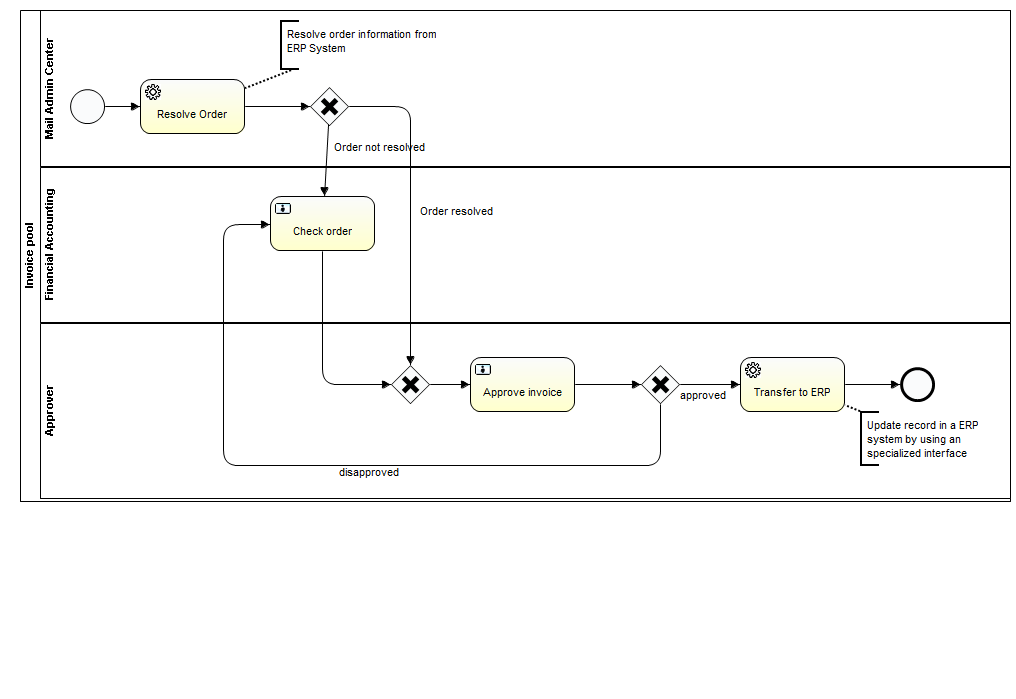 Invoice pool
Mail Admin Center
Resolve order information from
ERP System
Resolve Order
Order not resolved
Financial Accounting
Order resolved
Check order
Approver
Approve invoice
approved
Transfer to ERP
Update record in a ERP
system by using an
specialized interface
disapproved